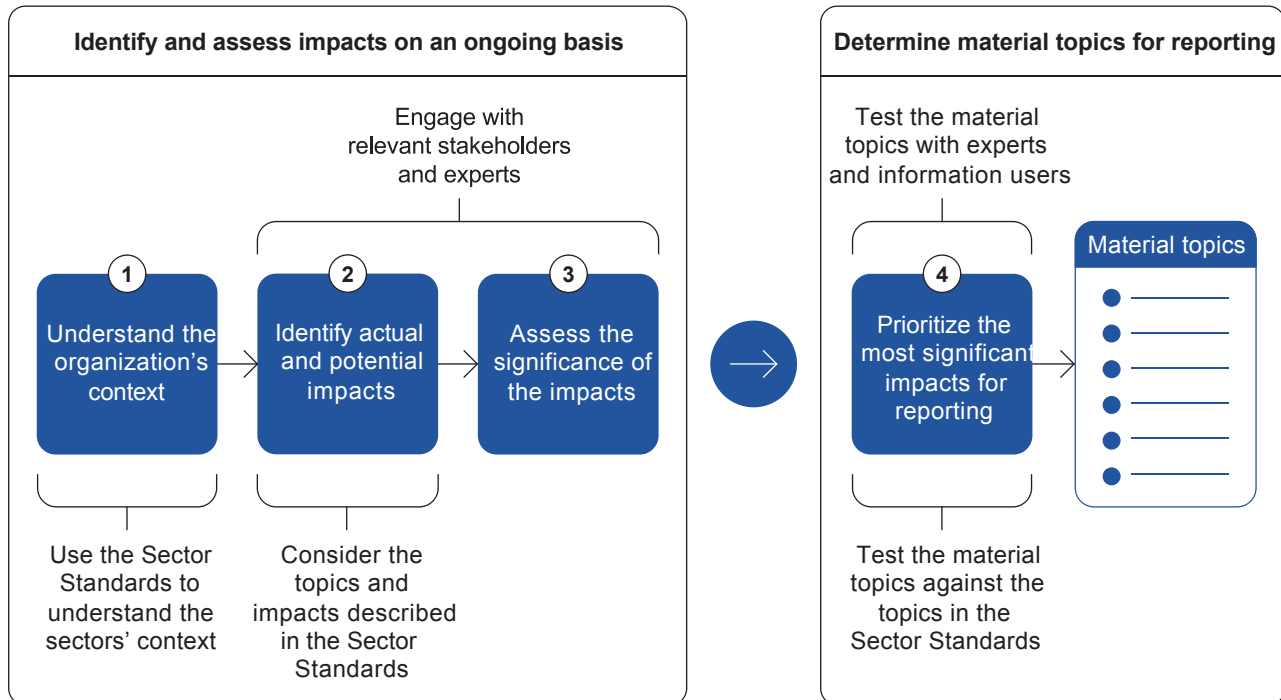 Identify and assess impacts on an ongoing basis
Engage with
relevant stakeholders
and experts
1
Understand the
organization’s
context
2
Identify actual
and potential
impacts
3
Assess the
significance of
the impacts
Use the Sector
Standards to
understand the
sectors’ context
Consider the
topics and
impacts described
in the Sector
Standards
Determine material topics for reporting
Test the material
topics with experts
and information users
4
Prioritize the
most significant
impacts for
reporting
Material topics
Test the material
topics against the
topics in the
Sector Standards